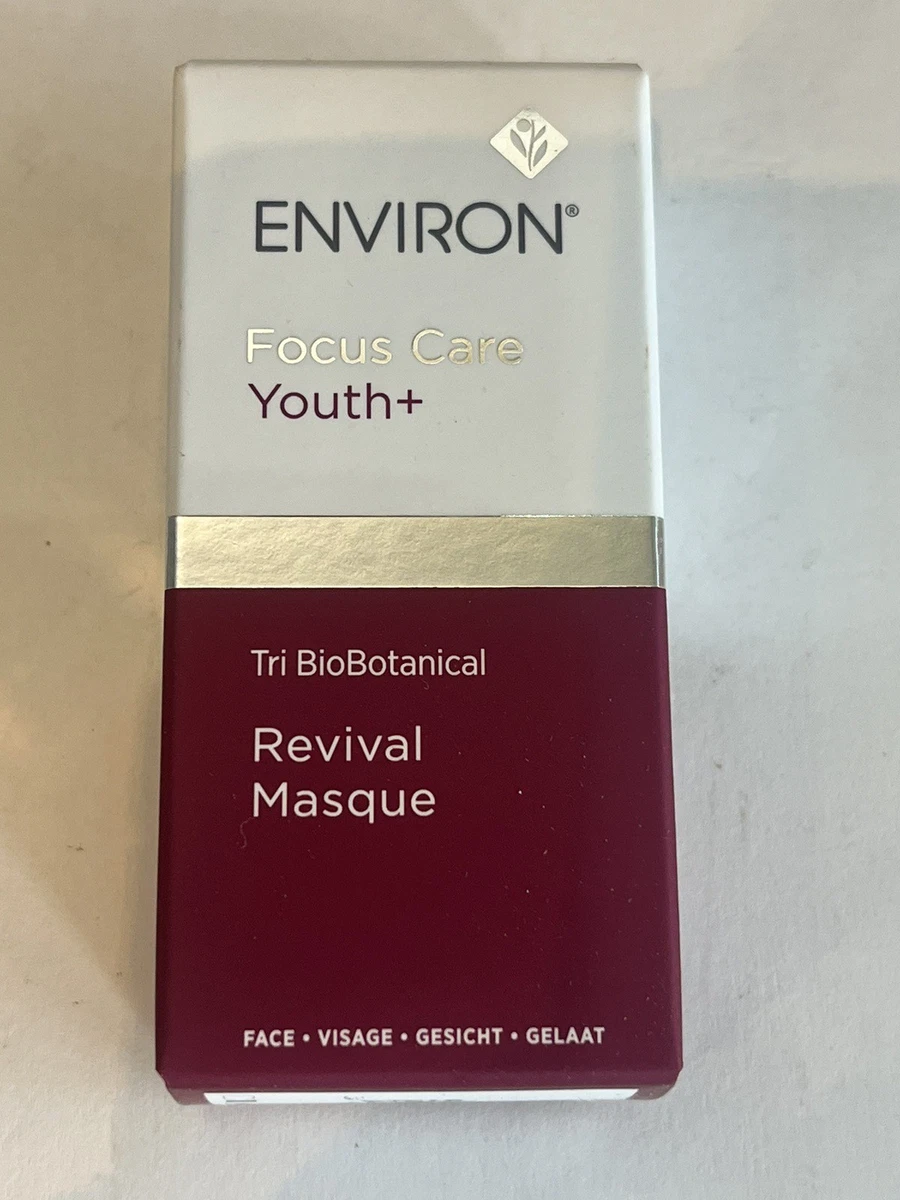 ENVIRON®
Focus Care
Youth+
Tri BioBotanical
Revival
Masque
FACE • VISAGE • GESICHT • GELAAT